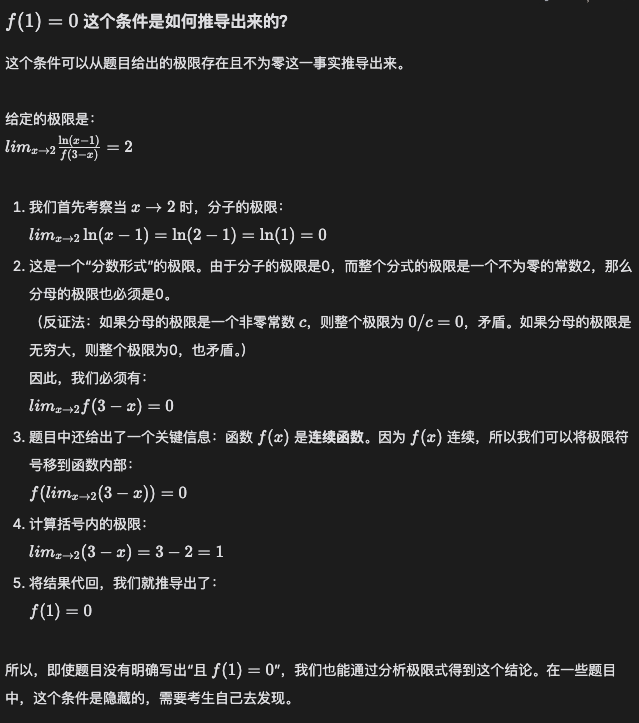 f(1) = 0 这个条件是如何推导出来的?
这个条件可以从题目给出的极限存在且不为零这一事实推导出来。
给定的极限是：
lim_{x→2} \frac{ln(x−1)}{f(3−x)} = 2
1. 我们首先考察当 x → 2 时，分子的极限：
lim_{x→2} ln(x − 1) = ln(2 − 1) = ln(1) = 0
2. 这是一个“分数形式”的极限。由于分子的极限是0，而整个分式的极限是一个不为零的常数2，那么
分母的极限也必须是0。
（反证法：如果分母的极限是一个非零常数 c，则整个极限为 0/c = 0，矛盾。如果分母的极限是
无穷大，则整个极限为0，也矛盾。）
因此，我们必须有：
lim_{x→2} f(3 − x) = 0
3. 题目中还给出了一个关键信息：函数 f(x) 是连续函数。因为 f(x) 连续，所以我们可以将极限符
号移到函数内部：
f(lim_{x→2}(3 − x)) = 0
4. 计算括号内的极限：
lim_{x→2}(3 − x) = 3 − 2 = 1
5. 将结果代回，我们就推导出了：
f(1) = 0
所以，即使题目没有明确写出“且 f(1) = 0”，我们也能通过分析极限式得到这个结论。在一些题目
中，这个条件是隐藏的，需要考生自己去发现。